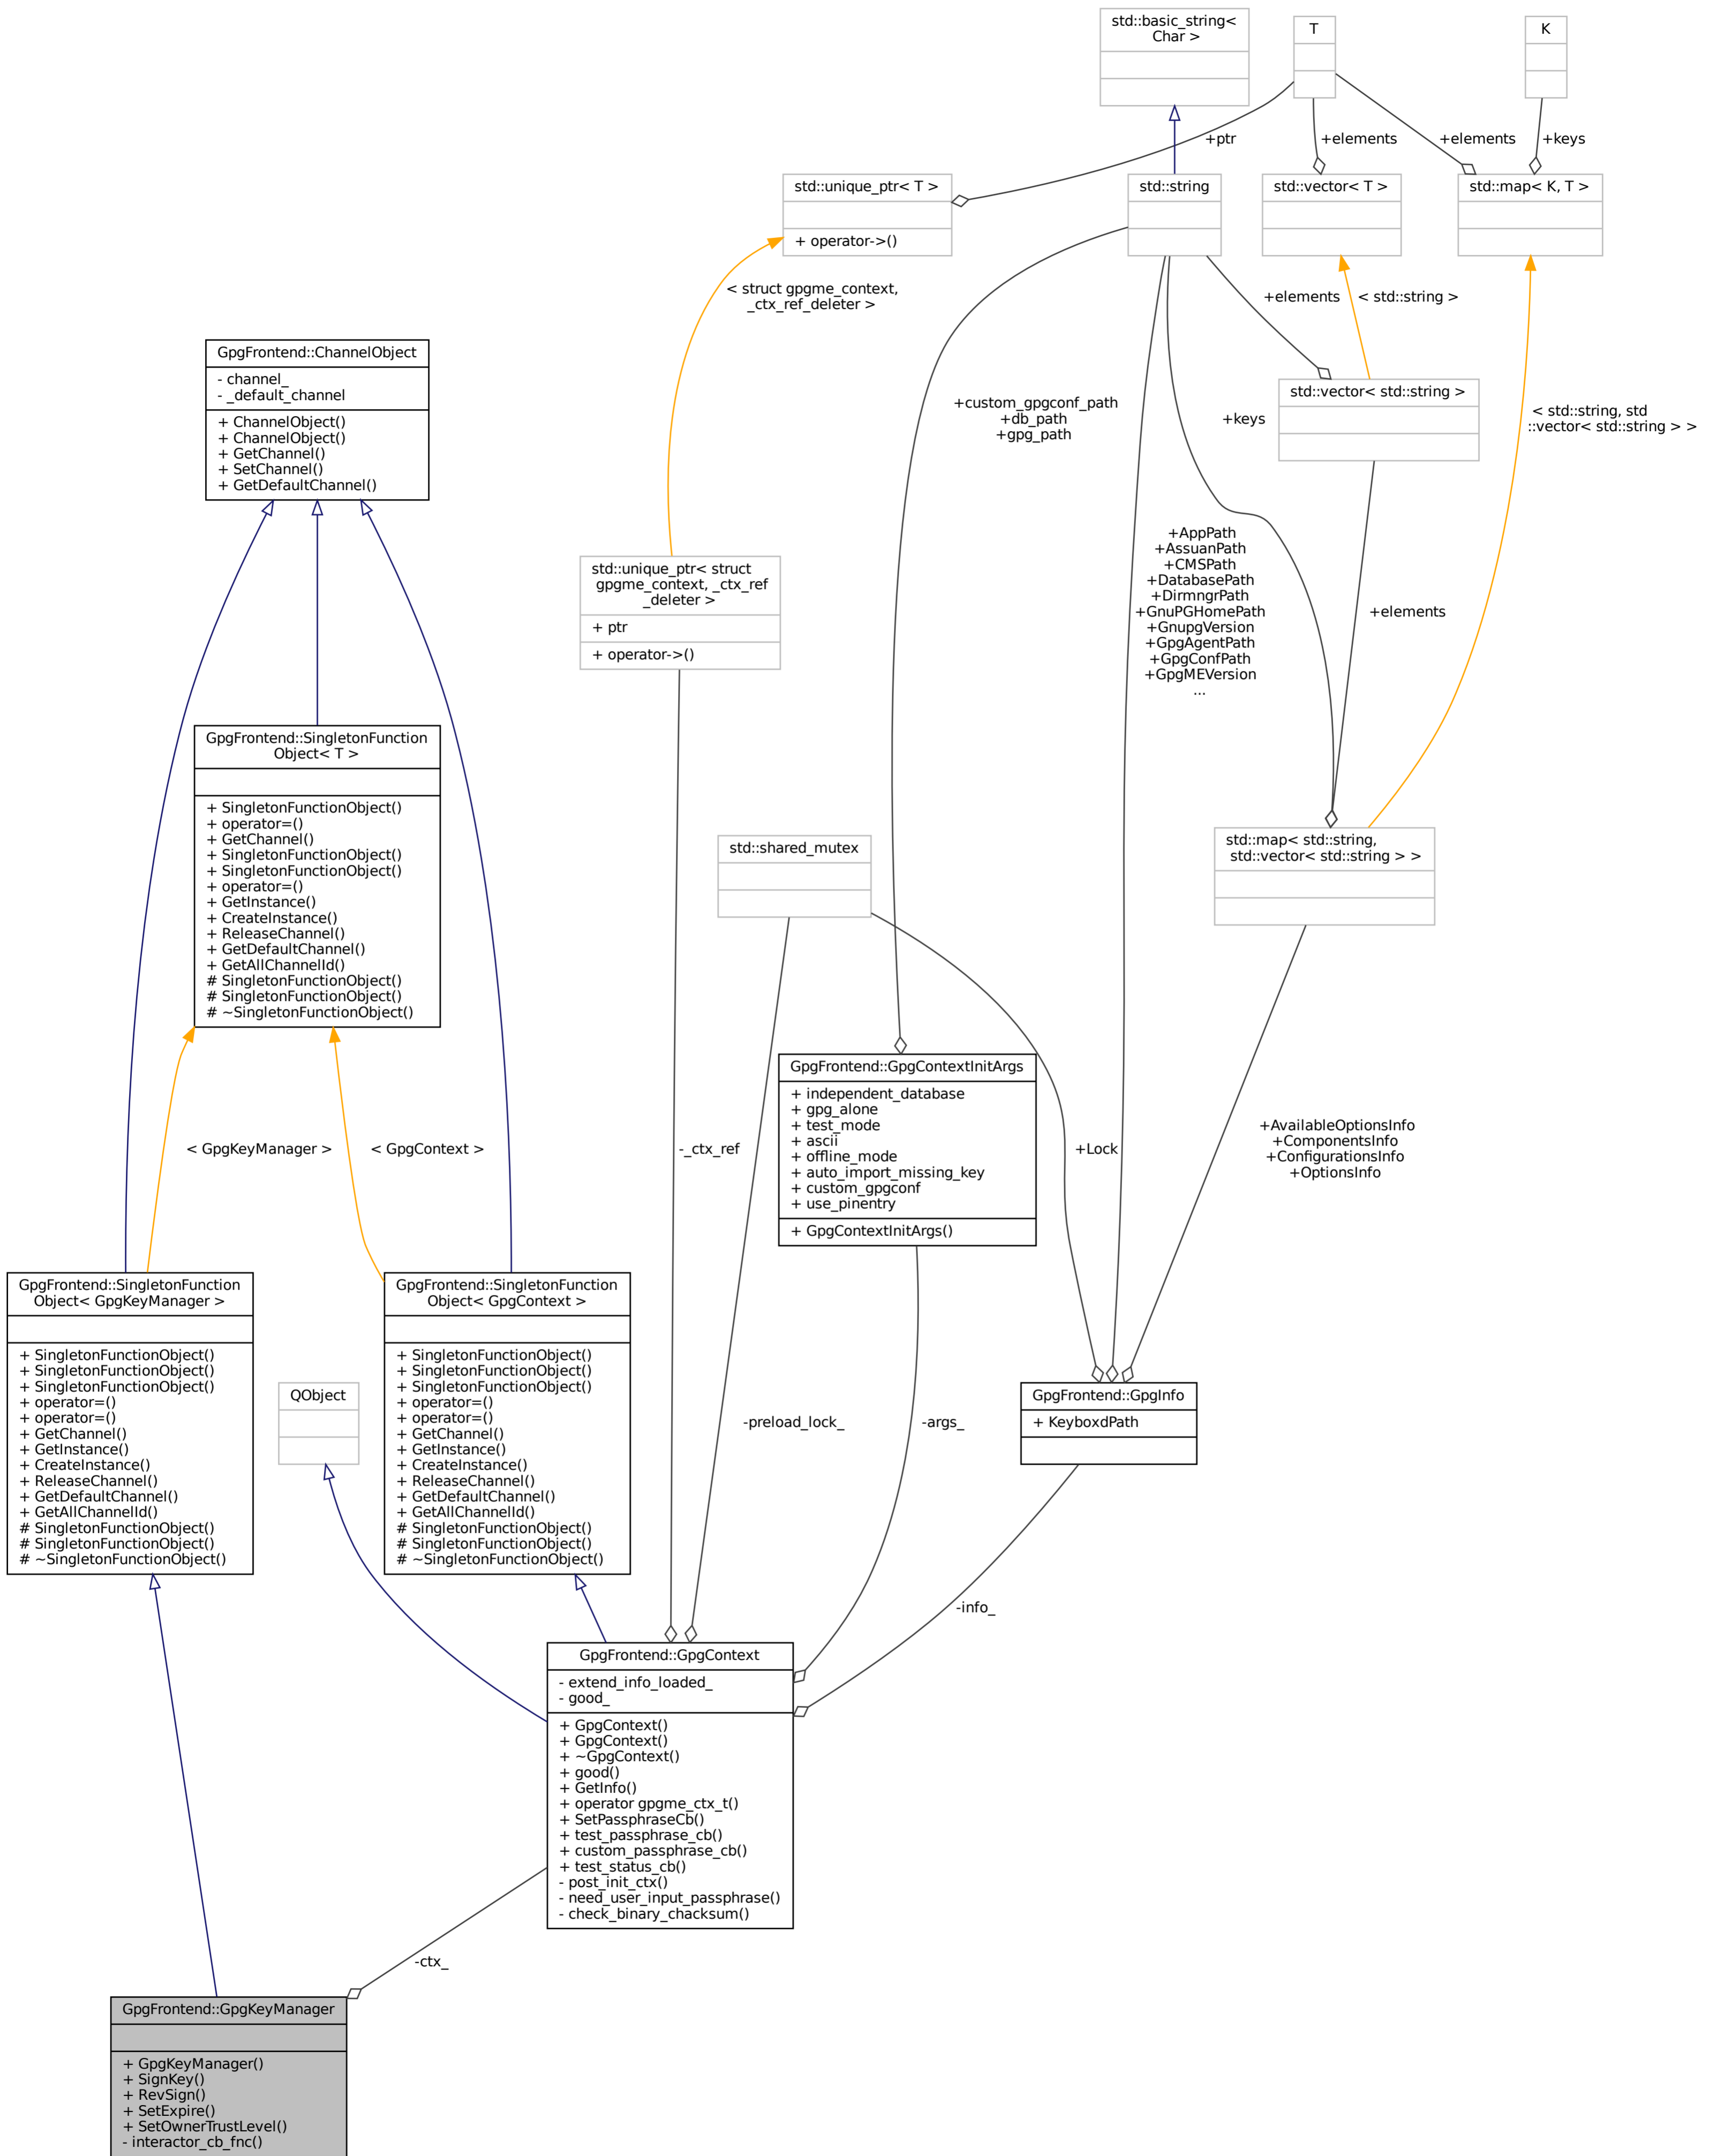 std::basic_string<
Char >
T
K
+ptr
+elements
+elements
+keys
std::unique_ptr< T >
+ operator->()
std::string
std::vector< T >
std::map< K, T >
< struct gpgme_context,
_ctx_ref_deleter >
+elements
< std::string >
GpgFrontend::ChannelObject
- channel_
- _default_channel
+ ChannelObject()
+ ChannelObject()
+ GetChannel()
+ SetChannel()
+ GetDefaultChannel()
+custom_gpgconf_path
+db_path
+gpg_path
+keys
std::vector< std::string >
< std::string, std
::vector< std::string > >
std::unique_ptr< struct
gpgme_context, _ctx_ref
_deleter >
+ ptr
+ operator->()
+AppPath
+AssuanPath
+CMSPath
+DatabasePath
+DirmngrPath
+GnuPGHomePath
+GnupgVersion
+GpgAgentPath
+GpgConfPath
+GpgMEVersion
...
+elements
GpgFrontend::SingletonFunction
Object< T >
+ SingletonFunctionObject()
+ operator=()
+ GetChannel()
+ SingletonFunctionObject()
+ SingletonFunctionObject()
+ operator=()
+ GetInstance()
+ CreateInstance()
+ ReleaseChannel()
+ GetDefaultChannel()
+ GetAllChannelId()
# SingletonFunctionObject()
# SingletonFunctionObject()
# ~SingletonFunctionObject()
std::shared_mutex
std::map< std::string,
std::vector< std::string > >
< GpgKeyManager >
< GpgContext >
-_ctx_ref
GpgFrontend::GpgContextInitArgs
+ independent_database
+ gpg_alone
+ test_mode
+ ascii
+ offline_mode
+ auto_import_missing_key
+ custom_gpgconf
+ use_pinentry
+ GpgContextInitArgs()
+Lock
+AvailableOptionsInfo
+ComponentsInfo
+ConfigurationsInfo
+OptionsInfo
GpgFrontend::SingletonFunction
Object< GpgKeyManager >
+ SingletonFunctionObject()
+ SingletonFunctionObject()
+ SingletonFunctionObject()
+ operator=()
+ operator=()
+ GetChannel()
+ GetInstance()
+ CreateInstance()
+ ReleaseChannel()
+ GetDefaultChannel()
+ GetAllChannelId()
# SingletonFunctionObject()
# SingletonFunctionObject()
# ~SingletonFunctionObject()
QObject
GpgFrontend::SingletonFunction
Object< GpgContext >
+ SingletonFunctionObject()
+ SingletonFunctionObject()
+ SingletonFunctionObject()
+ operator=()
+ operator=()
+ GetChannel()
+ GetInstance()
+ CreateInstance()
+ ReleaseChannel()
+ GetDefaultChannel()
+ GetAllChannelId()
# SingletonFunctionObject()
# SingletonFunctionObject()
# ~SingletonFunctionObject()
-preload_lock_
-args_
GpgFrontend::GpgInfo
+ KeyboxdPath
-info_
GpgFrontend::GpgContext
- extend_info_loaded_
- good_
+ GpgContext()
+ GpgContext()
+ ~GpgContext()
+ good()
+ GetInfo()
+ operator gpgme_ctx_t()
+ SetPassphraseCb()
+ test_passphrase_cb()
+ custom_passphrase_cb()
+ test_status_cb()
- post_init_ctx()
- need_user_input_passphrase()
- check_binary_chacksum()
-ctx_
GpgFrontend::GpgKeyManager
+ GpgKeyManager()
+ SignKey()
+ RevSign()
+ SetExpire()
+ SetOwnerTrustLevel()
- interactor_cb_fnc()